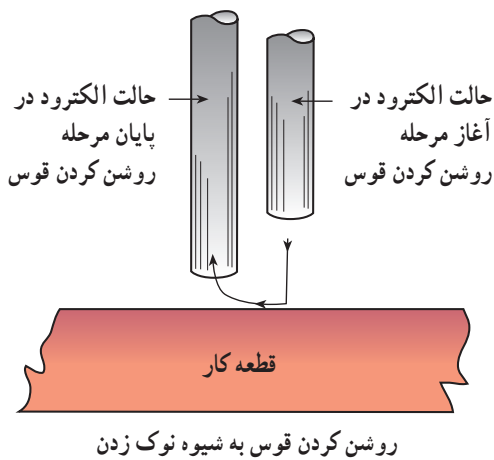 حالت الکترود در
آغاز مرحله
روشن کردن قوس
حالت الکترود در
پایان مرحله
روشن کردن قوس
قطعه کار
روشن کردن قوس به شیوه نوک زدن